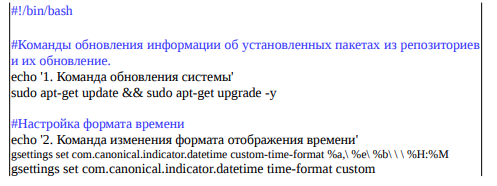 #!/bin/bash
#Команды обновления информации об установленных пакетах из репозиториев
и их обновление.
echo '1. Команда обновления системы'
sudo apt-get update && sudo apt-get upgrade -y
#Настройка формата времени
echo '2. Команда изменения формата отображения времени'
gsettings set com.canonical.indicator.datetime custom-time-format %a,\ %e\ %b\ \ \ %H:%M
gsettings set com.canonical.indicator.datetime time-format custom